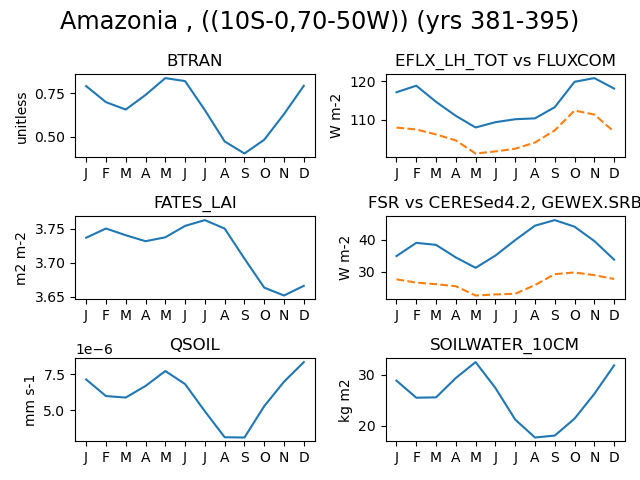 Amazonia , ((10S-0,70-50W)) (yrs 381-395)
BTRAN
unitless
0.75
0.50
J F M A M J J A S O N D
EFLX_LH_TOT vs FLUXCOM
W m-2
120
110
J F M A M J J A S O N D
FATES_LAI
m2 m-2
3.75
3.70
3.65
J F M A M J J A S O N D
FSR vs CERESed4.2, GEWEX.SRB
W m-2
40
30
J F M A M J J A S O N D
QSOIL
1e−6
mm s-1
7.5
5.0
J F M A M J J A S O N D
SOILWATER_10CM
kg m2
30
20
J F M A M J J A S O N D